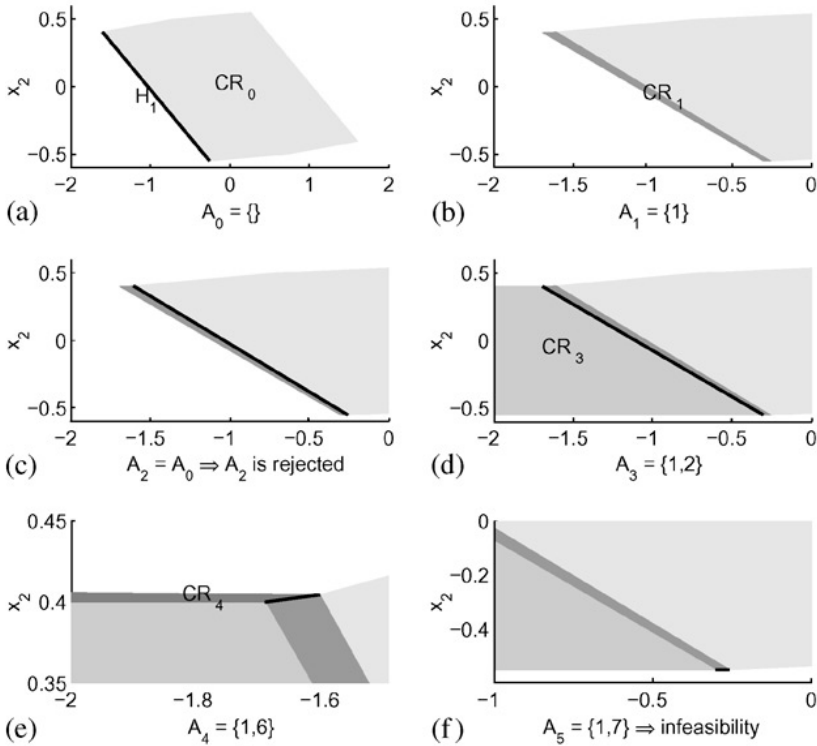 0.5
0
−0.5
x₂
H₁
CR₀
−2
−1
0
1
2
(a)
A₀ = {}
0.5
0
−0.5
x₂
CR₁
−2
−1.5
−1
−0.5
0
(b)
A₁ = {1}
0.5
0
−0.5
x₂
−2
−1.5
−1
−0.5
0
(c)
A₂ = A₀ ⇒ A₂ is rejected
0.5
0
−0.5
x₂
CR₃
−2
−1.5
−1
−0.5
0
(d)
A₃ = {1,2}
0.45
0.4
0.35
x₂
CR₄
−2
−1.8
−1.6
(e)
A₄ = {1,6}
0
−0.2
−0.4
x₂
−1
−0.5
0
(f)
A₅ = {1,7} ⇒ infeasibility